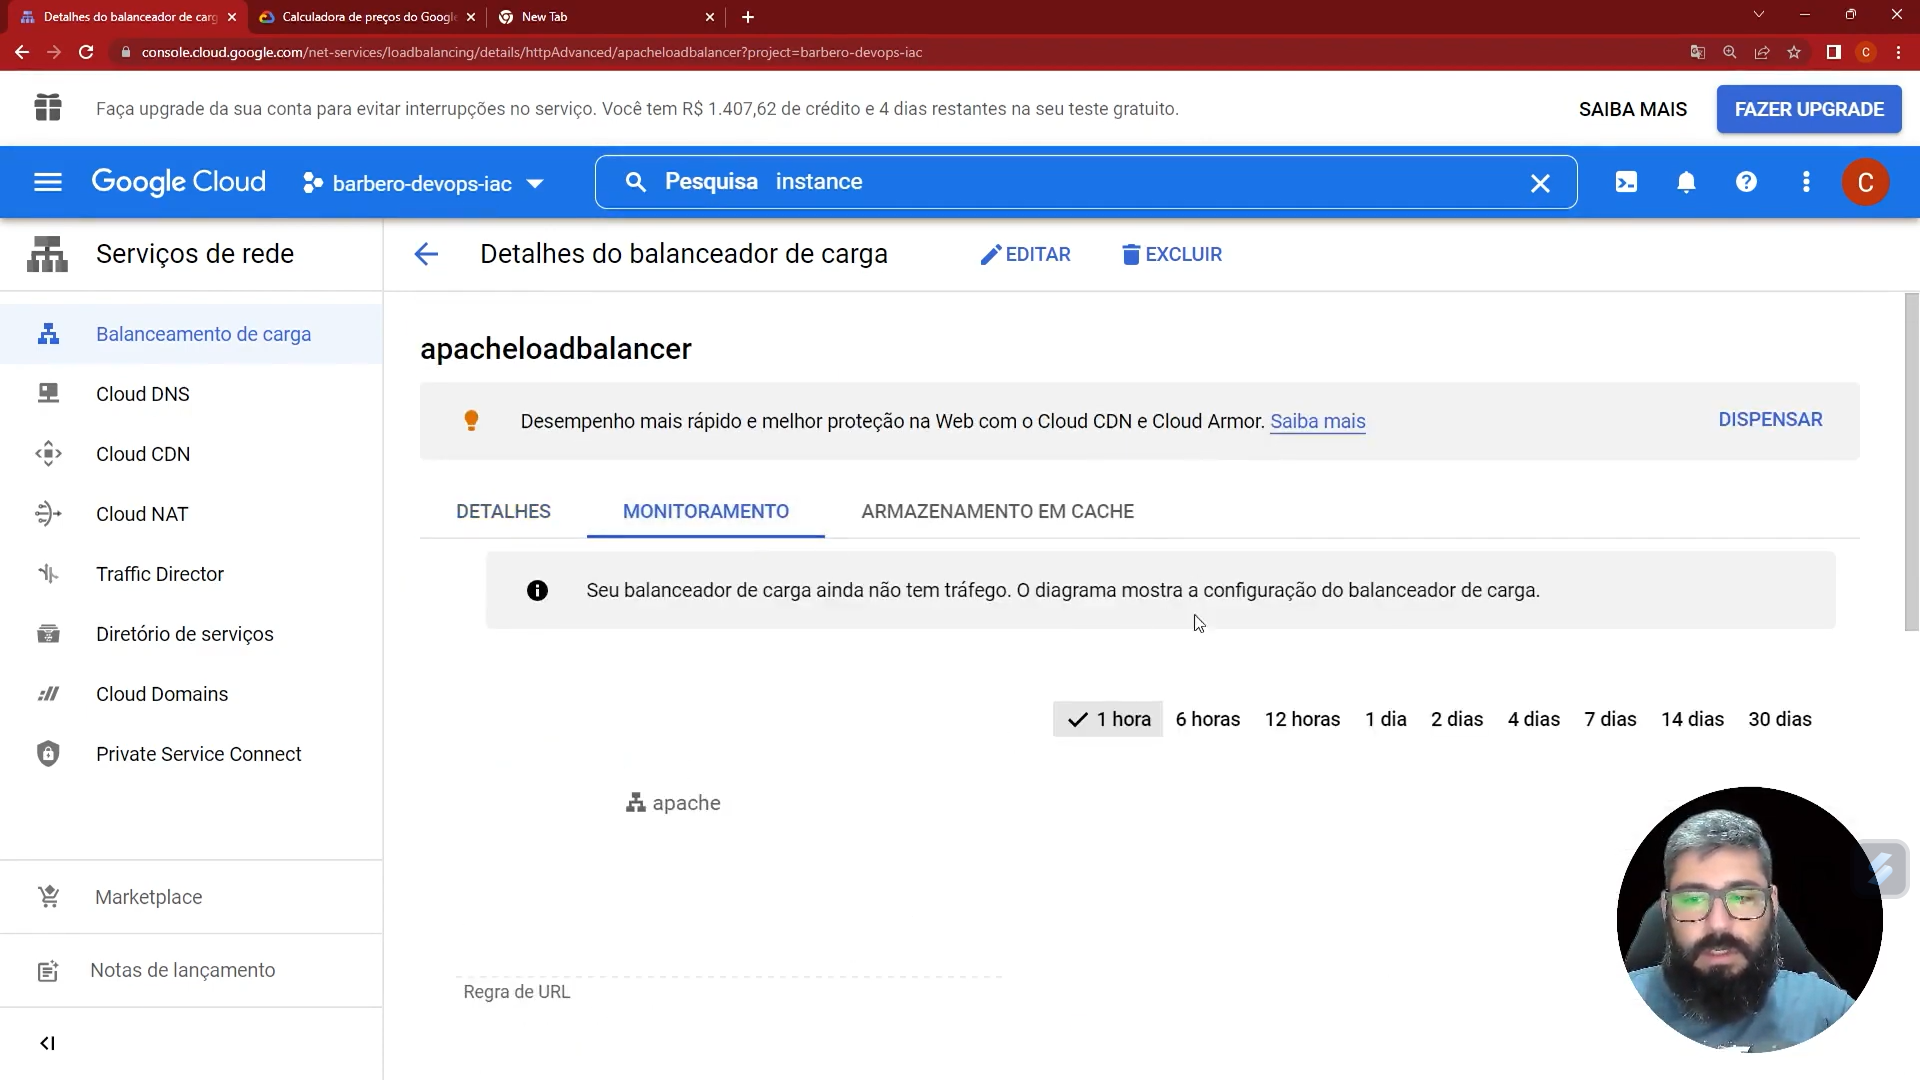 Detalhes do balanceador de carg
Calculadora de preços do Google
New Tab
console.cloud.google.com/net-services/loadbalancing/details/httpAdvanced/apacheloadbalancer?project=barbero-devops-iac
C
Faça upgrade da sua conta para evitar interrupções no serviço. Você tem R$ 1.407,62 de crédito e 4 dias restantes na seu teste gratuito.
SAIBA MAIS
FAZER UPGRADE
Google Cloud
barbero-devops-iac
Pesquisa instance
C
Serviços de rede
Detalhes do balanceador de carga
EDITAR
EXCLUIR
Balanceamento de carga
Cloud DNS
Cloud CDN
Cloud NAT
Traffic Director
Diretório de serviços
Cloud Domains
Private Service Connect
Marketplace
Notas de lançamento
apacheloadbalancer
Desempenho mais rápido e melhor proteção na Web com o Cloud CDN e Cloud Armor. Saiba mais
DISPENSAR
DETALHES
MONITORAMENTO
ARMAZENAMENTO EM CACHE
Seu balanceador de carga ainda não tem tráfego. O diagrama mostra a configuração do balanceador de carga.
1 hora 6 horas 12 horas 1 dia 2 dias 4 dias 7 dias 14 dias 30 dias
apache
Regra de URL